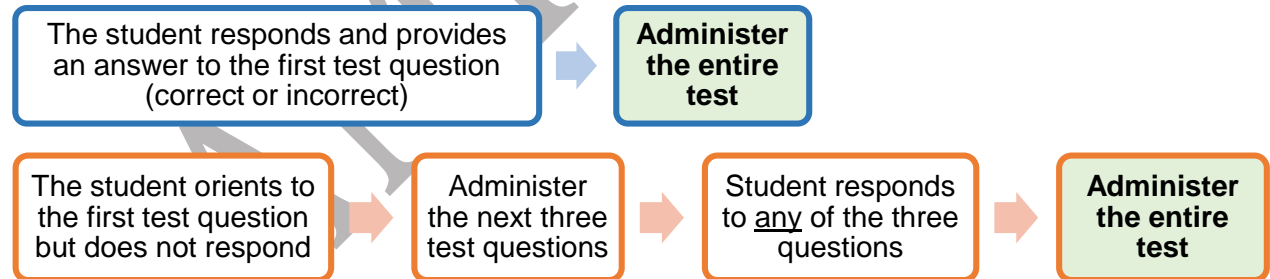 The student responds and provides
an answer to the first test question
(correct or incorrect)
Administer
the entire
test
The student orients to
the first test question
but does not respond
Administer
the next three
test questions
Student responds
to any of the three
questions
Administer
the entire
test